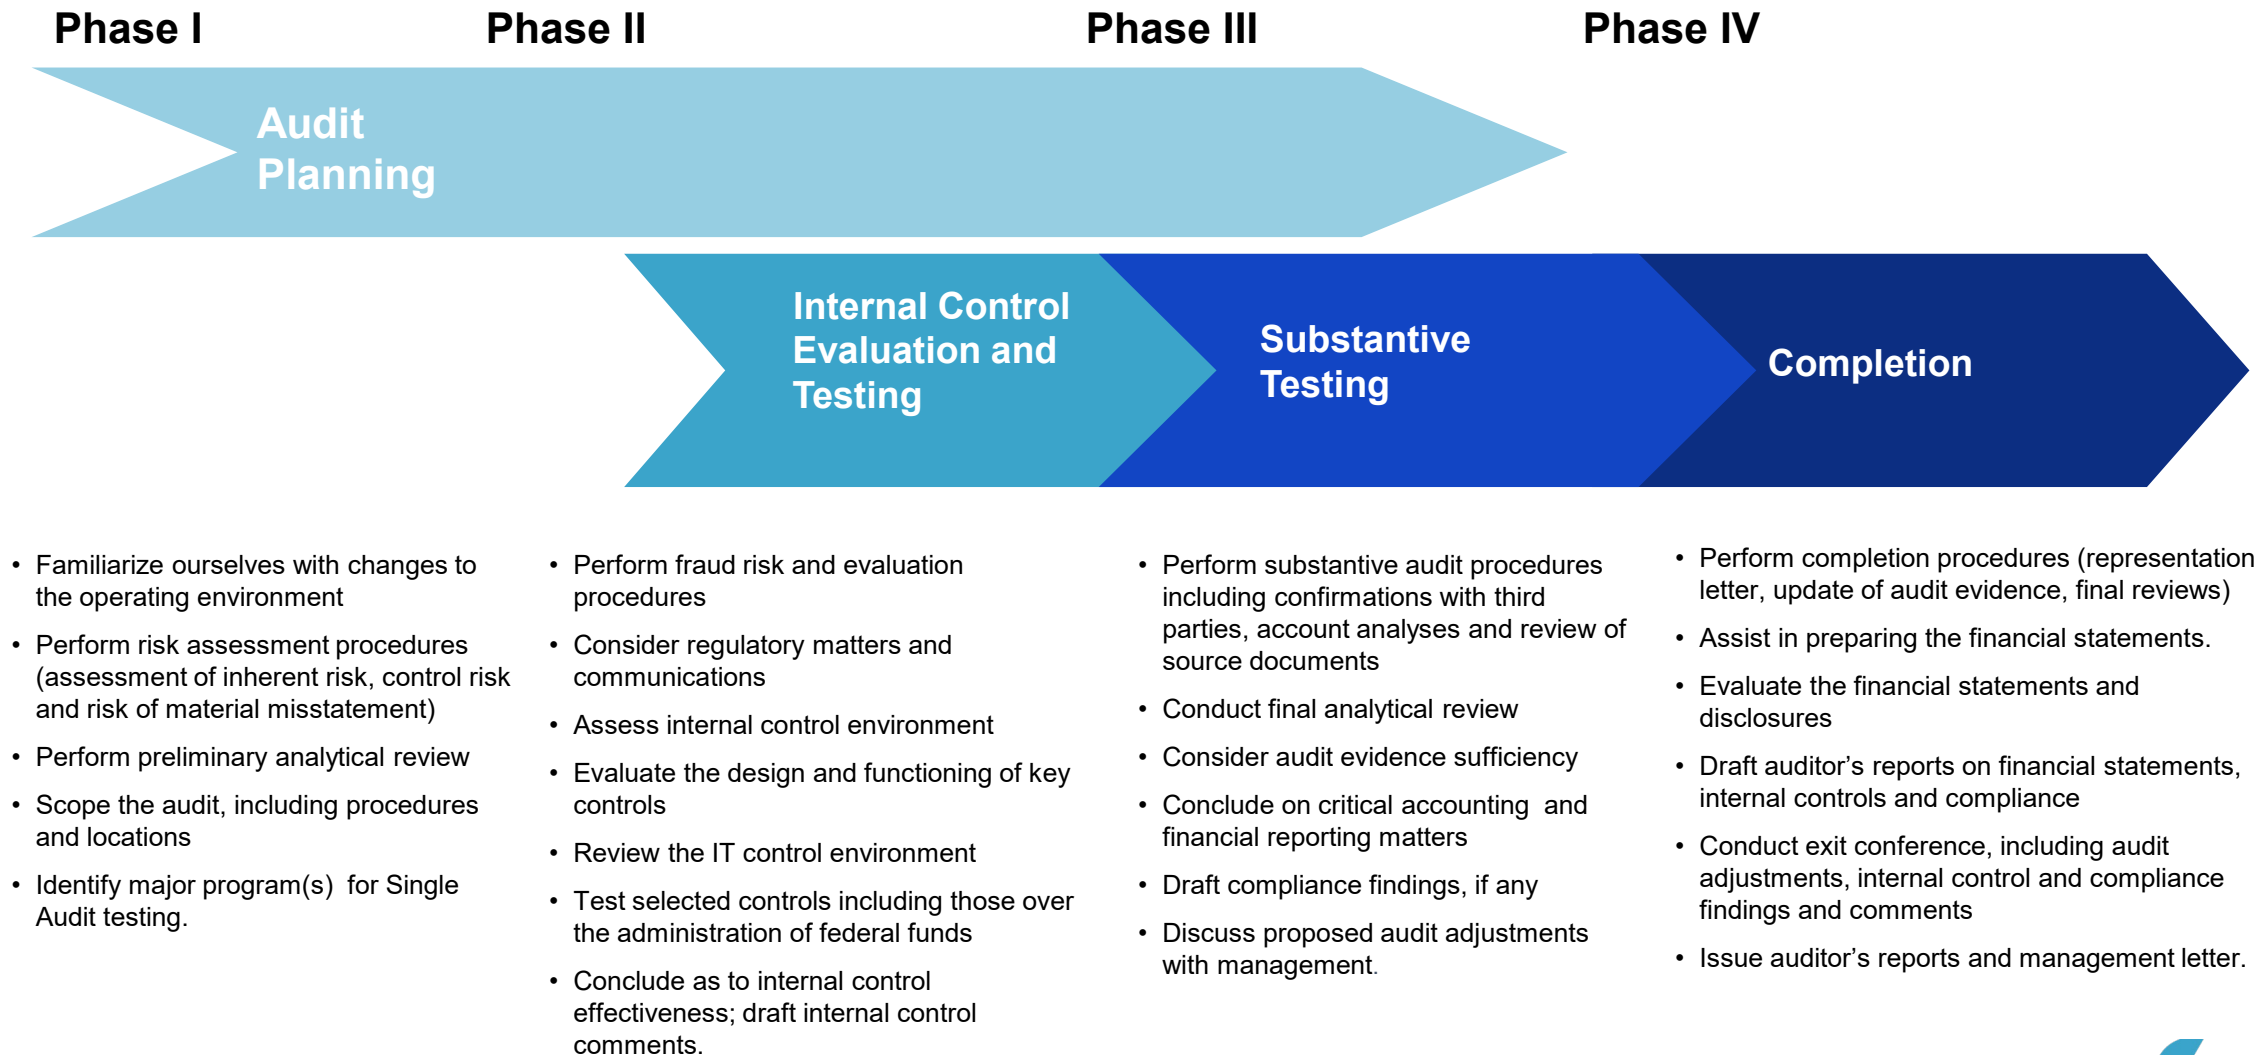 Phase I
Phase II
Phase III
Phase IV
Audit
Planning
Internal Control
Evaluation and
Testing
Substantive
Testing
Completion
• Familiarize ourselves with changes to
the operating environment
• Perform risk assessment procedures
(assessment of inherent risk, control risk
and risk of material misstatement)
• Perform preliminary analytical review
• Scope the audit, including procedures
and locations
• Identify major program(s) for Single
Audit testing.
• Perform fraud risk and evaluation
procedures
• Consider regulatory matters and
communications
• Assess internal control environment
• Evaluate the design and functioning of key
controls
• Review the IT control environment
• Test selected controls including those over
the administration of federal funds
• Conclude as to internal control
effectiveness; draft internal control
comments.
• Perform substantive audit procedures
including confirmations with third
parties, account analyses and review of
source documents
• Conduct final analytical review
• Consider audit evidence sufficiency
• Conclude on critical accounting and
financial reporting matters
• Draft compliance findings, if any
• Discuss proposed audit adjustments
with management.
• Perform completion procedures (representation
letter, update of audit evidence, final reviews)
• Assist in preparing the financial statements.
• Evaluate the financial statements and
disclosures
• Draft auditor’s reports on financial statements,
internal controls and compliance
• Conduct exit conference, including audit
adjustments, internal control and compliance
findings and comments
• Issue auditor’s reports and management letter.